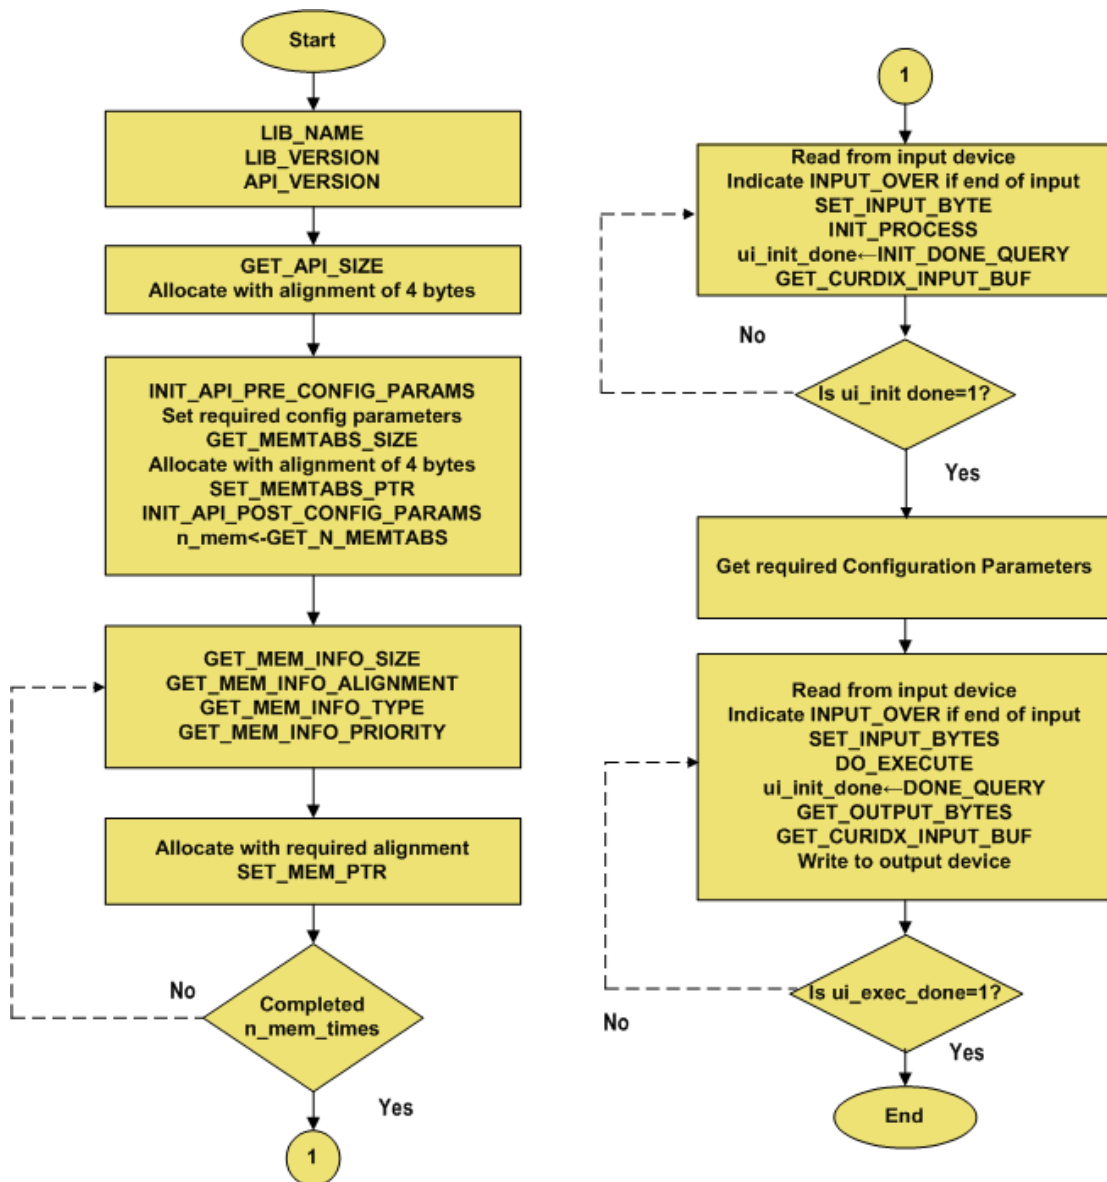 Start
LIB_NAME
LIB_VERSION
API_VERSION
GET_API_SIZE
Allocate with alignment of 4 bytes
INIT_API_PRE_CONFIG_PARAMS
Set required config parameters
GET_MEMTABS_SIZE
Allocate with alignment of 4 bytes
SET_MEMTABS_PTR
INIT_API_POST_CONFIG_PARAMS
n_mem<-GET_N_MEMTABS
GET_MEM_INFO_SIZE
GET_MEM_INFO_ALIGNMENT
GET_MEM_INFO_TYPE
GET_MEM_INFO_PRIORITY
Allocate with required alignment
SET_MEM_PTR
No
Completed
n_mem_times
Yes
1
1
Read from input device
Indicate INPUT_OVER if end of input
SET_INPUT_BYTE
INIT_PROCESS
ui_init_done←INIT_DONE_QUERY
GET_CURDIX_INPUT_BUF
No
Is ui_init done=1?
Yes
Get required Configuration Parameters
Read from input device
Indicate INPUT_OVER if end of input
SET_INPUT_BYTES
DO_EXECUTE
ui_init_done←DONE_QUERY
GET_OUTPUT_BYTES
GET_CURIDX_INPUT_BUF
Write to output device
Is ui_exec_done=1?
No
Yes
End